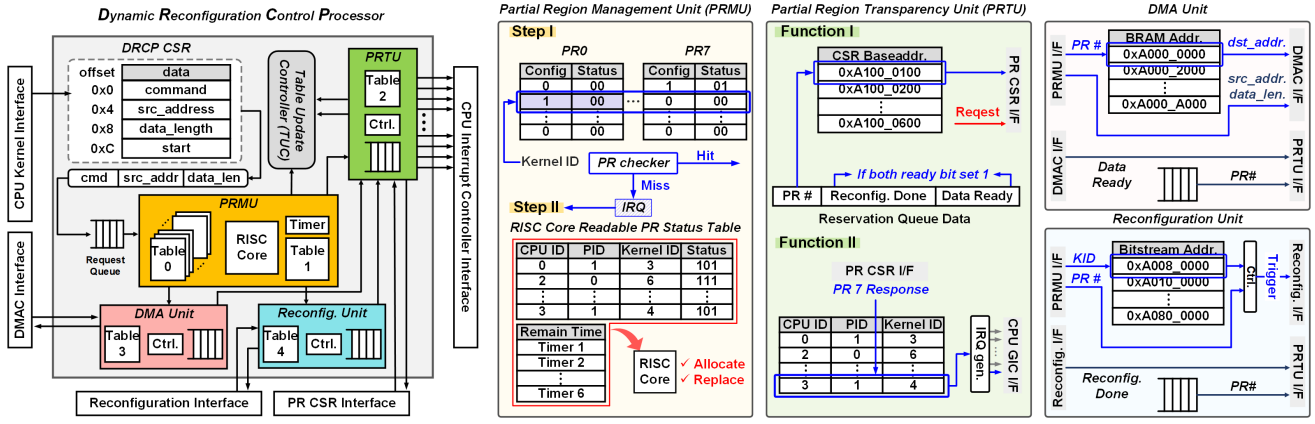 Dynamic Reconfiguration Control Processor
CPU Kernel Interface
DMAC Interface
DRCP CSR
offset
data
0x0
command
0x4
src_address
0x8
data_length
0xC
start
cmd
src_addr
data_len
Table Update
Controller (TUC)
PRTU
Table
2
Ctrl.
CPU Interrupt Controller Interface
Request
Queue
PRMU
Table
0
RISC
Core
Timer
Table
1
DMA Unit
Table
3
Ctrl.
Reconfig. Unit
Table
4
Ctrl.
Reconfiguration Interface
PR CSR Interface
Partial Region Management Unit (PRMU)
Step I
PR0
PR7
Config
Status
Config
Status
0
00
1
01
1
00
...
0
00
0
00
0
00
Kernel ID
PR checker
Hit
Miss
Step II
IRQ
RISC Core Readable PR Status Table
CPU ID
PID
Kernel ID
Status
0
1
3
101
2
0
6
111
3
1
4
101
Remain Time
Timer 1
Timer 2
Timer 6
RISC
Core
✓ Allocate
✓ Replace
Partial Region Transparency Unit (PRTU)
Function I
CSR Baseaddr.
0xA100_0100
0xA100_0200
0xA100_0600
Reqest
PR CSR I/F
If both ready bit set 1
PR #
Reconfig. Done
Data Ready
Reservation Queue Data
Function II
PR CSR I/F
PR 7 Response
CPU ID
PID
Kernel ID
0
1
3
2
0
6
3
1
4
IRQ gen.
CPU GIC I/F
DMA Unit
PRMU I/F
PR #
BRAM Addr.
0xA000_0000
0xA000_2000
0xA000_A000
dst_addr.
src_addr.
data_len.
DMAC I/F
DMAC I/F
Data
Ready
PR#
PRTU I/F
Reconfiguration Unit
PRMU I/F
KID
PR #
Bitstream Addr.
0xA008_0000
0xA010_0000
0xA080_0000
Ctrl.
Trigger
Reconfig. I/F
Reconfig. I/F
Reconfig.
Done
PR#
PRTU I/F